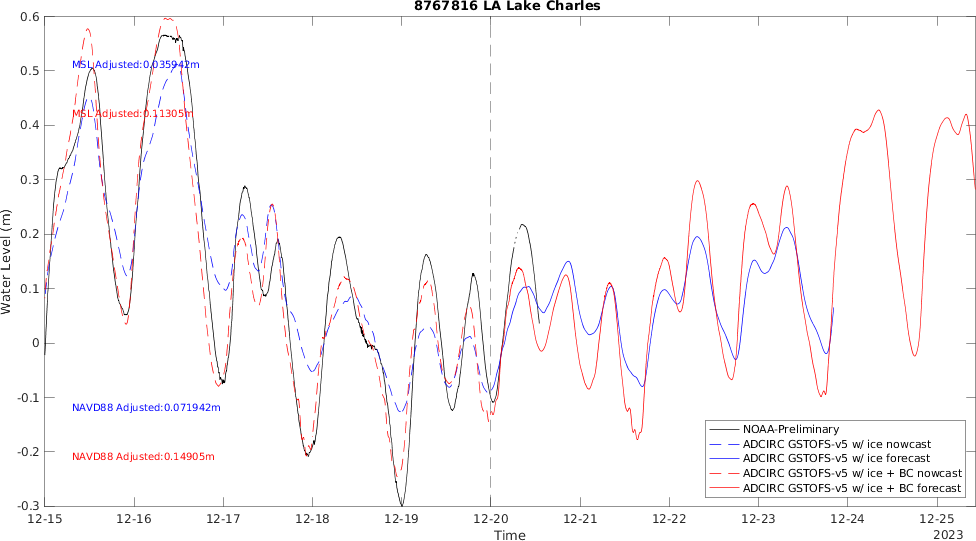 8767816 LA Lake Charles
0.6
0.5
0.4
0.3
0.2
0.1
0
-0.1
-0.2
-0.3
Water Level (m)
MSL Adjusted:0.035942m
MSL Adjusted:0.11305m
NAVD88 Adjusted:0.071942m
NAVD88 Adjusted:0.14905m
NOAA-Preliminary
ADCIRC GSTOFS-v5 w/ ice nowcast
ADCIRC GSTOFS-v5 w/ ice forecast
ADCIRC GSTOFS-v5 w/ ice + BC nowcast
ADCIRC GSTOFS-v5 w/ ice + BC forecast
12-15 12-16 12-17 12-18 12-19 12-20 12-21 12-22 12-23 12-24 12-25
Time
2023